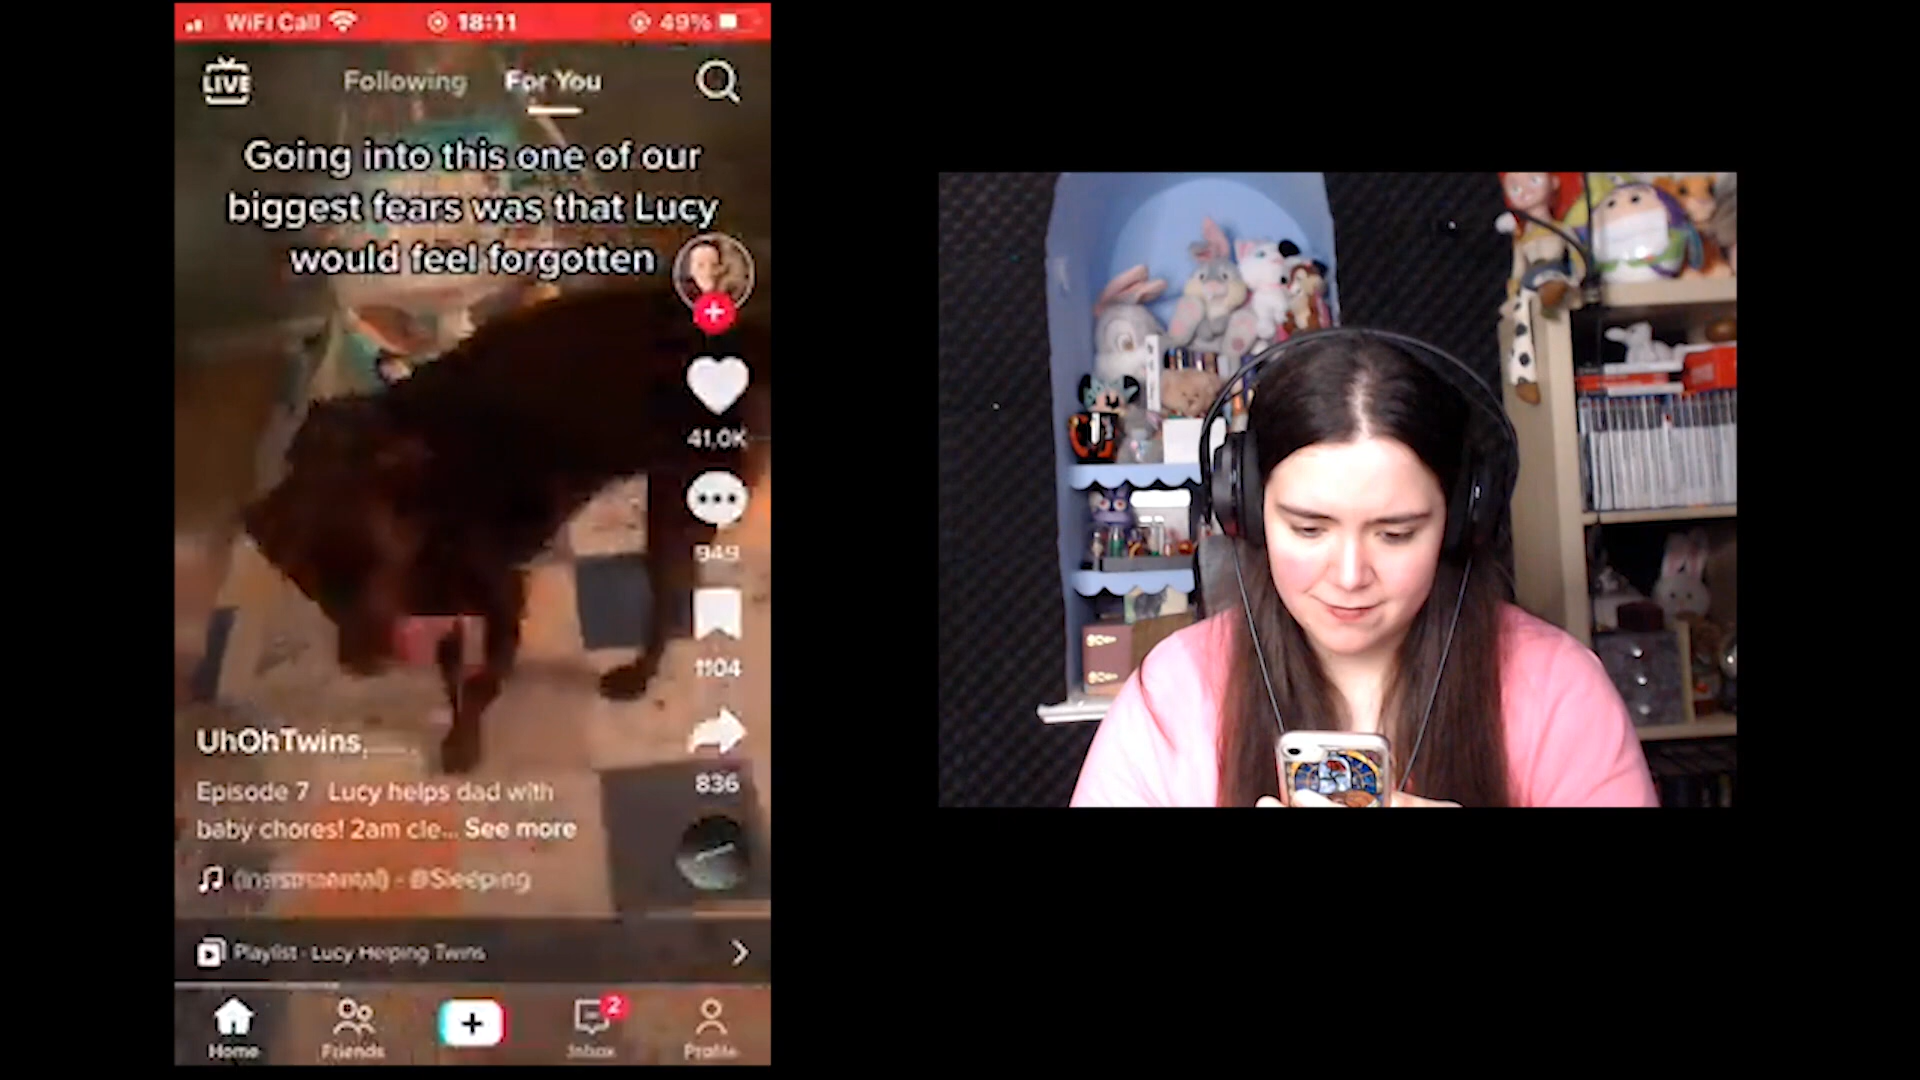 WiFi Call
18:11
49%
LIVE
Following
For You
Going into this one of our
biggest fears was that Lucy
would feel forgotten
41.0K
949
1104
836
UhOhTwins
Episode 7 Lucy helps dad with
baby chores! 2am cle... See more
(Instrumental) - @Sleeping
Playlist · Lucy Helping Twins
Home
Friends
2
Inbox
Profile